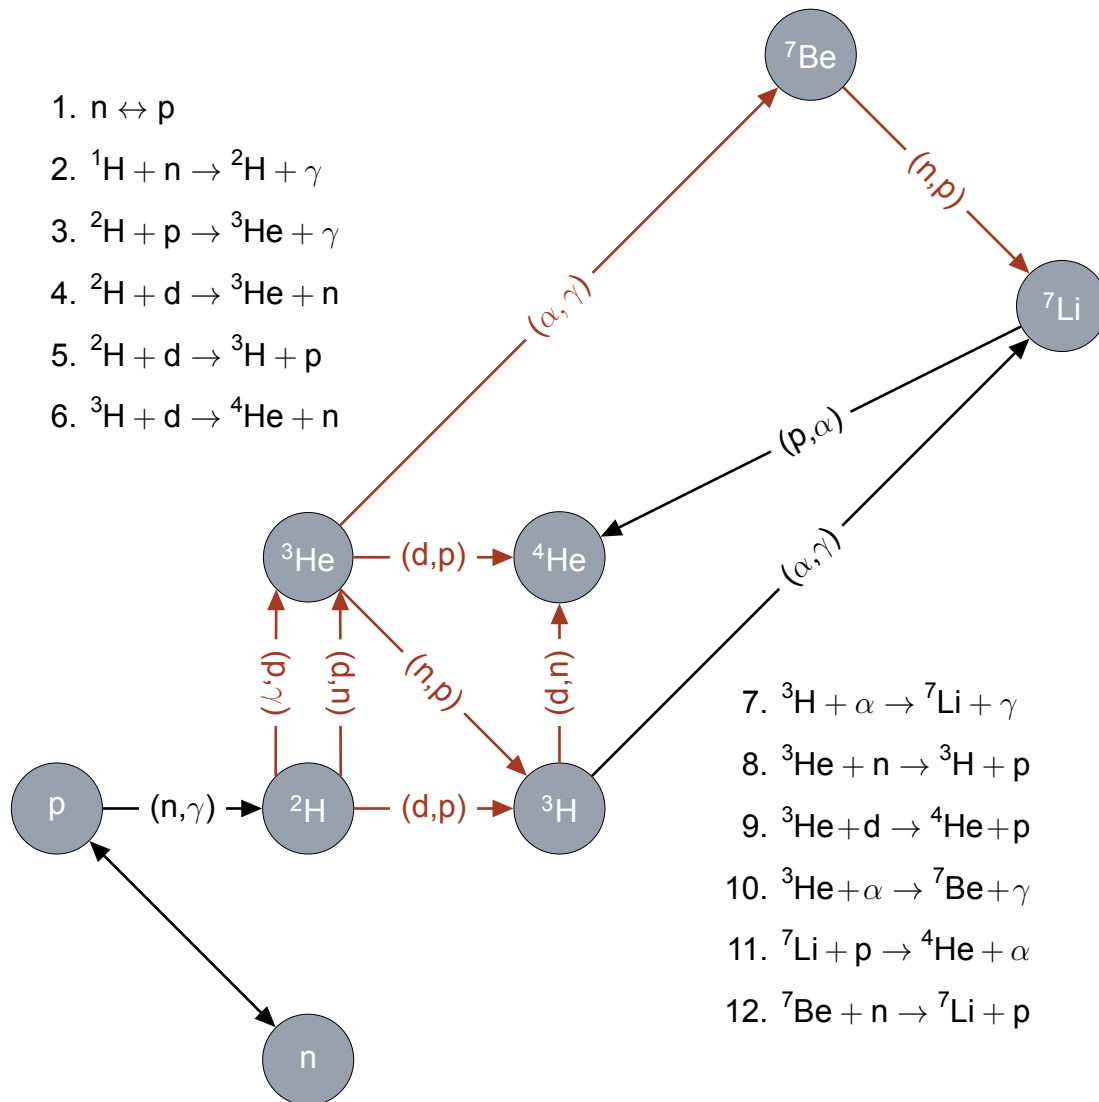 ⁷Be
1. n ↔ p
2. ¹H + n → ²H + γ
(n,p)
3. ²H + p → ³He + γ
4. ²H + d → ³He + n
(α,γ)
⁷Li
5. ²H + d → ³H + p
6. ³H + d → ⁴He + n
(p,α)
³He
(d,p)
⁴He
(α,γ)
(p,γ)
(d,n)
(n,p)
(d,n)
7. ³H + α → ⁷Li + γ
8. ³He + n → ³H + p
p
(n,γ)
²H
(d,p)
³H
9. ³He + d → ⁴He + p
10. ³He + α → ⁷Be + γ
11. ⁷Li + p → ⁴He + α
12. ⁷Be + n → ⁷Li + p
n